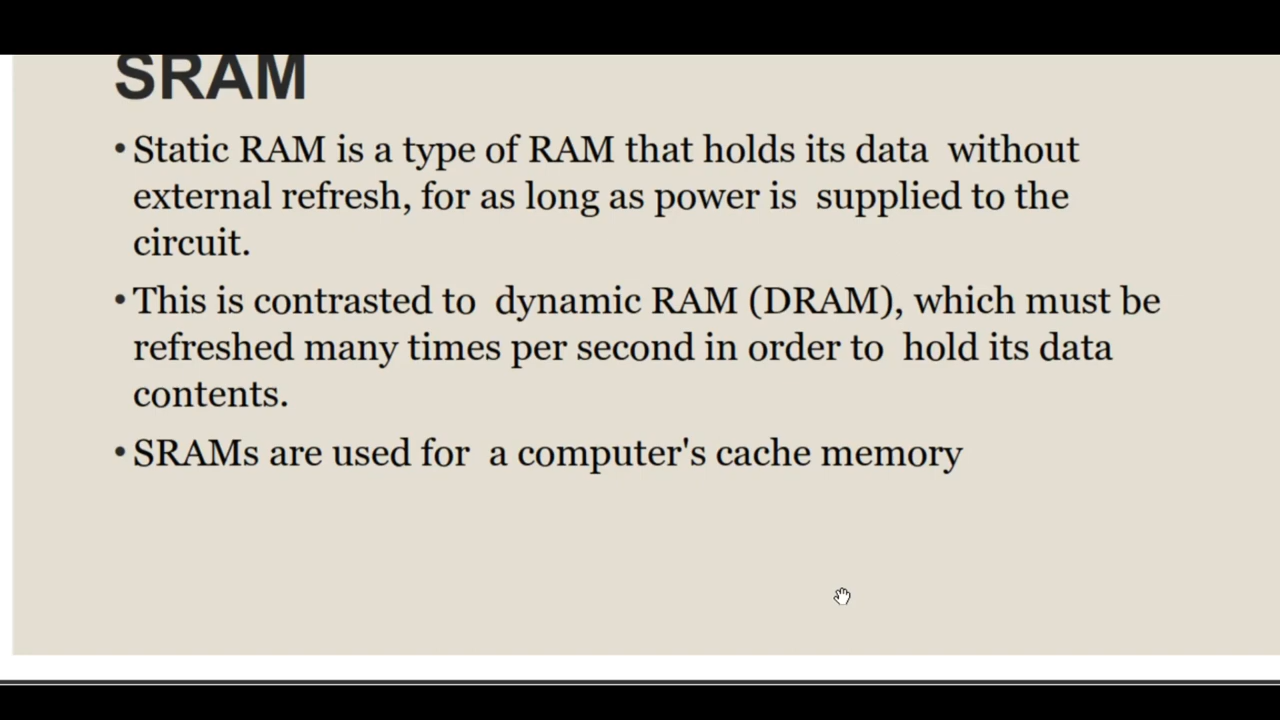 SRAM
• Static RAM is a type of RAM that holds its data  without
external refresh, for as long as power is  supplied to the
circuit.
• This is contrasted to  dynamic RAM (DRAM), which must be
refreshed many times per second in order to  hold its data
contents.
• SRAMs are used for  a computer's cache memory